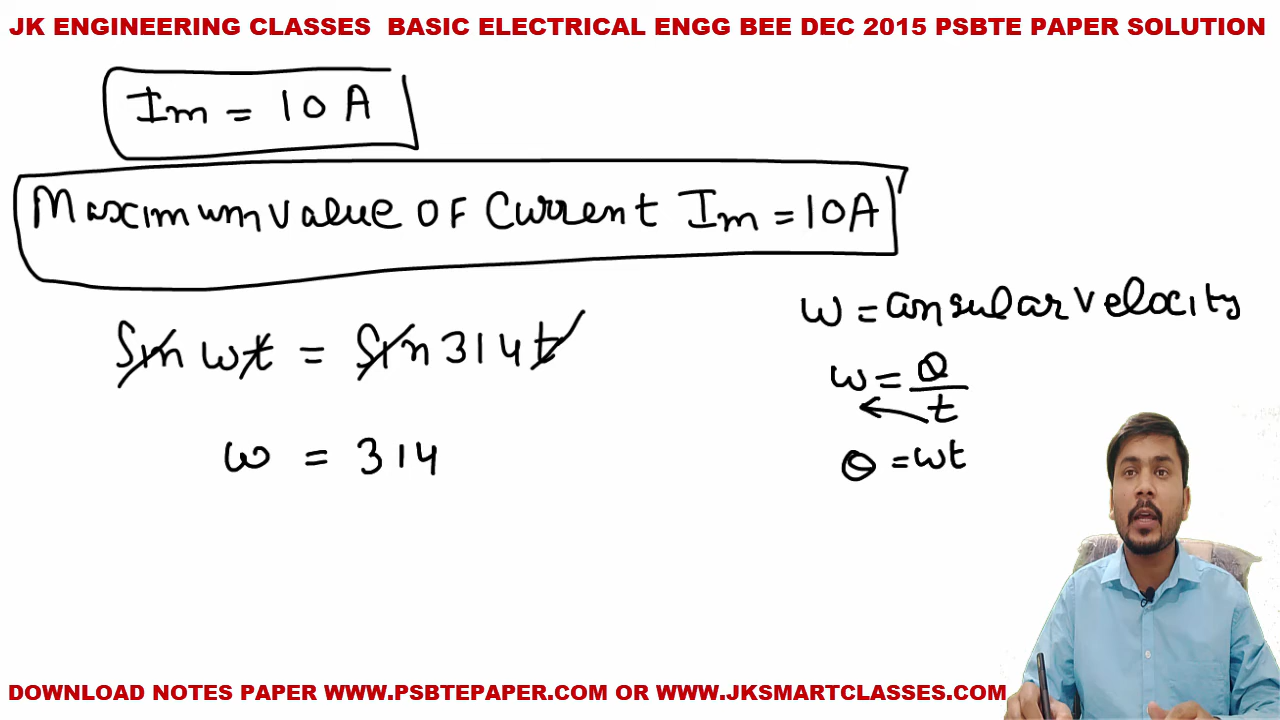 JK ENGINEERING CLASSES BASIC ELECTRICAL ENGG BEE DEC 2015 PSBTE PAPER SOLUTION
Im = 10 A
Maximum value OF Current Im = 10A
Sin wt = Sin 314t
ω = 314
ω = angular velocity
ω = θ/t
θ = ωt
DOWNLOAD NOTES PAPER WWW.PSBTEPAPER.COM OR WWW.JKSMARTCLASSES.COM